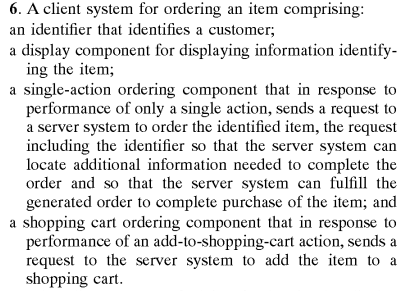 6. A client system for ordering an item comprising:
an identifier that identifies a customer;
a display component for displaying information identify-
ing the item;
a single-action ordering component that in response to
performance of only a single action, sends a request to
a server system to order the identified item, the request
including the identifier so that the server system can
locate additional information needed to complete the
order and so that the server system can fulfill the
generated order to complete purchase of the item; and
a shopping cart ordering component that in response to
performance of an add-to-shopping-cart action, sends a
request to the server system to add the item to a
shopping cart.